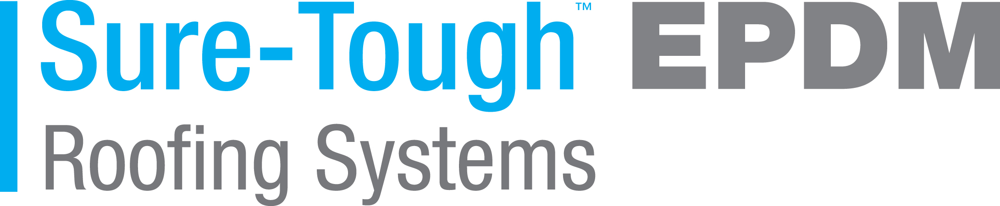 Sure-Tough™ EPDM
Roofing Systems